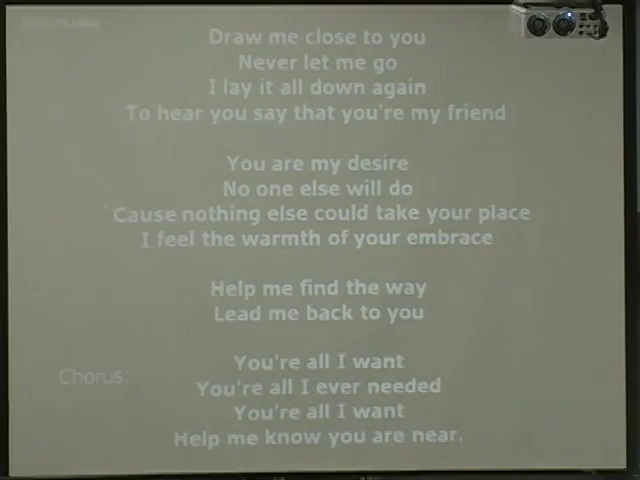 Draw me close to you
Never let me go
I lay it all down again
To hear you say that you're my friend
You are my desire
No one else will do
'Cause nothing else could take your place
I feel the warmth of your embrace
Help me find the way
Lead me back to you
Chorus:
You're all I want
You're all I ever needed
You're all I want
Help me know you are near.